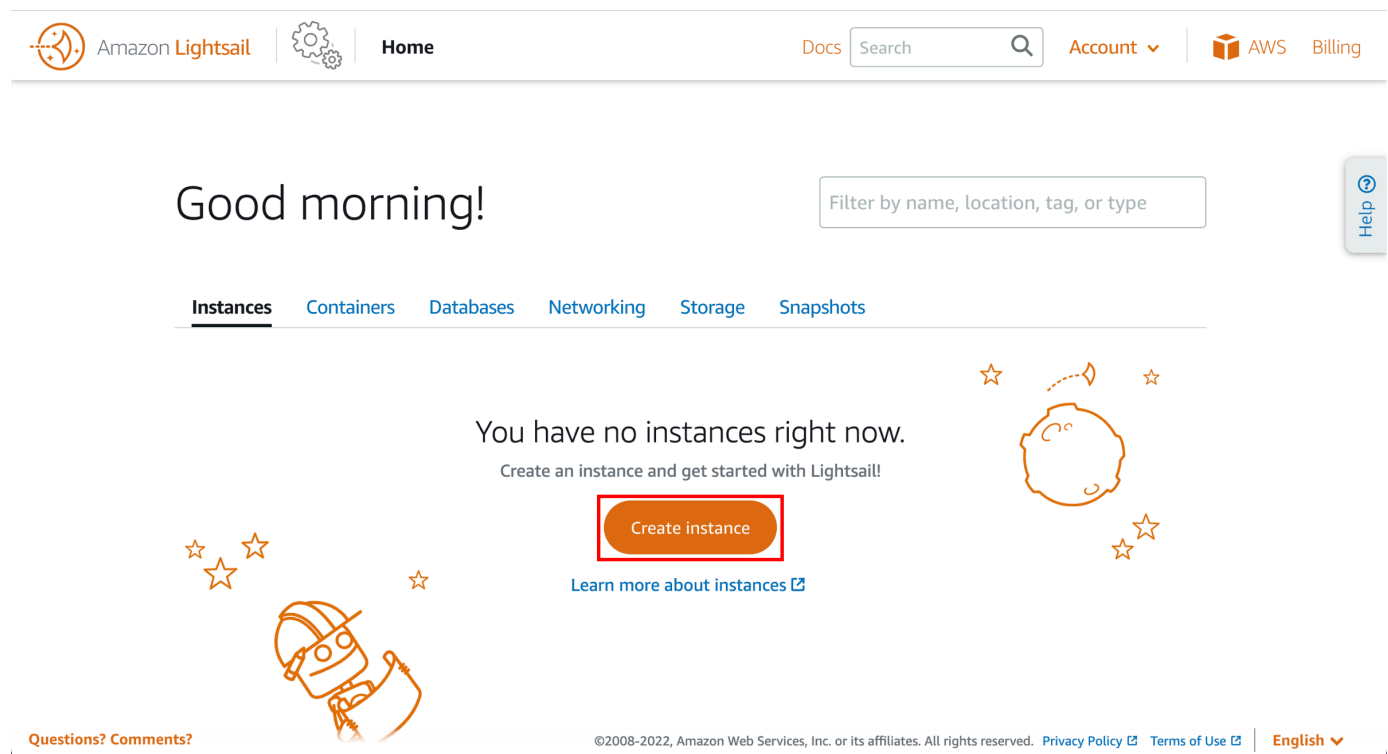 Amazon Lightsail Home Docs Search Account AWS Billing
Help
Good morning!
Filter by name, location, tag, or type
Instances Containers Databases Networking Storage Snapshots
You have no instances right now.
Create an instance and get started with Lightsail!
Create instance
Learn more about instances
Questions? Comments? ©2008-2022, Amazon Web Services, Inc. or its affiliates. All rights reserved. Privacy Policy Terms of Use English